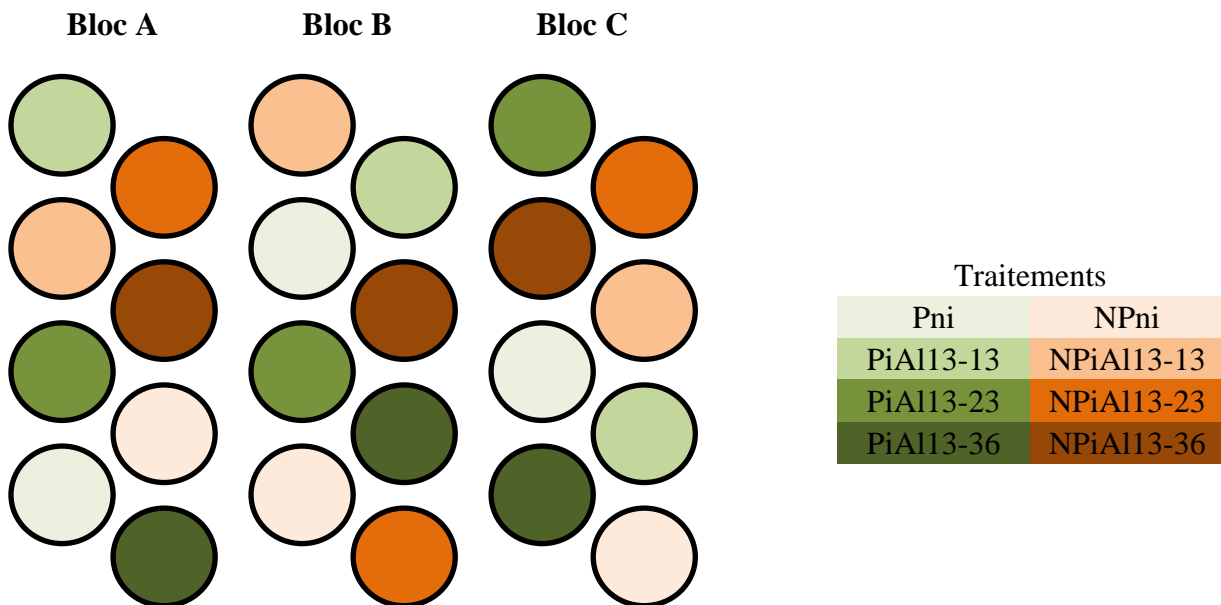 Bloc A Bloc B Bloc C
Traitements
Pni NPni
PiAl13-13 NPiAl13-13
PiAl13-23 NPiAl13-23
PiAl13-36 NPiAl13-36